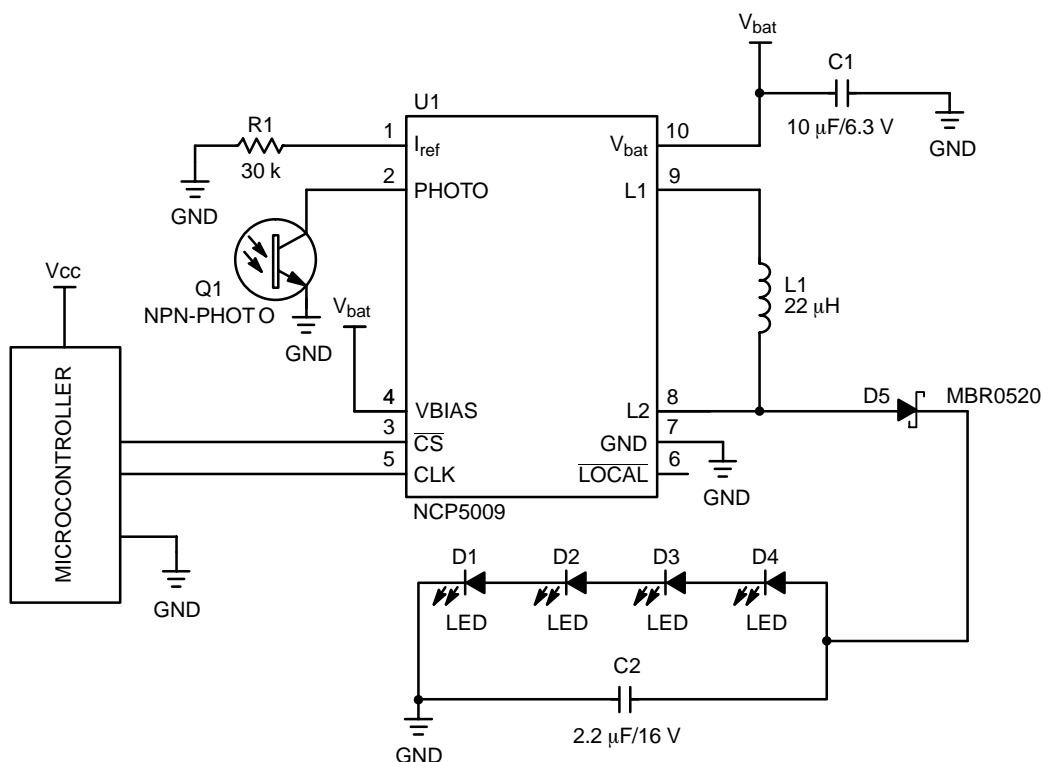 V_bat
C1
10 μF/6.3 V
GND
U1
R1
30 k
GND
1
I_ref
V_bat
10
2
PHOTO
L1
9
Q1
NPN-PHOTO
GND
V_bat
L1
22 μH
Vcc
MICROCONTROLLER
GND
4
VBIAS
L2
8
3
CS
GND
7
5
CLK
LOCAL
6
GND
NCP5009
D5
MBR0520
D1
D2
D3
D4
LED
LED
LED
LED
C2
2.2 μF/16 V
GND